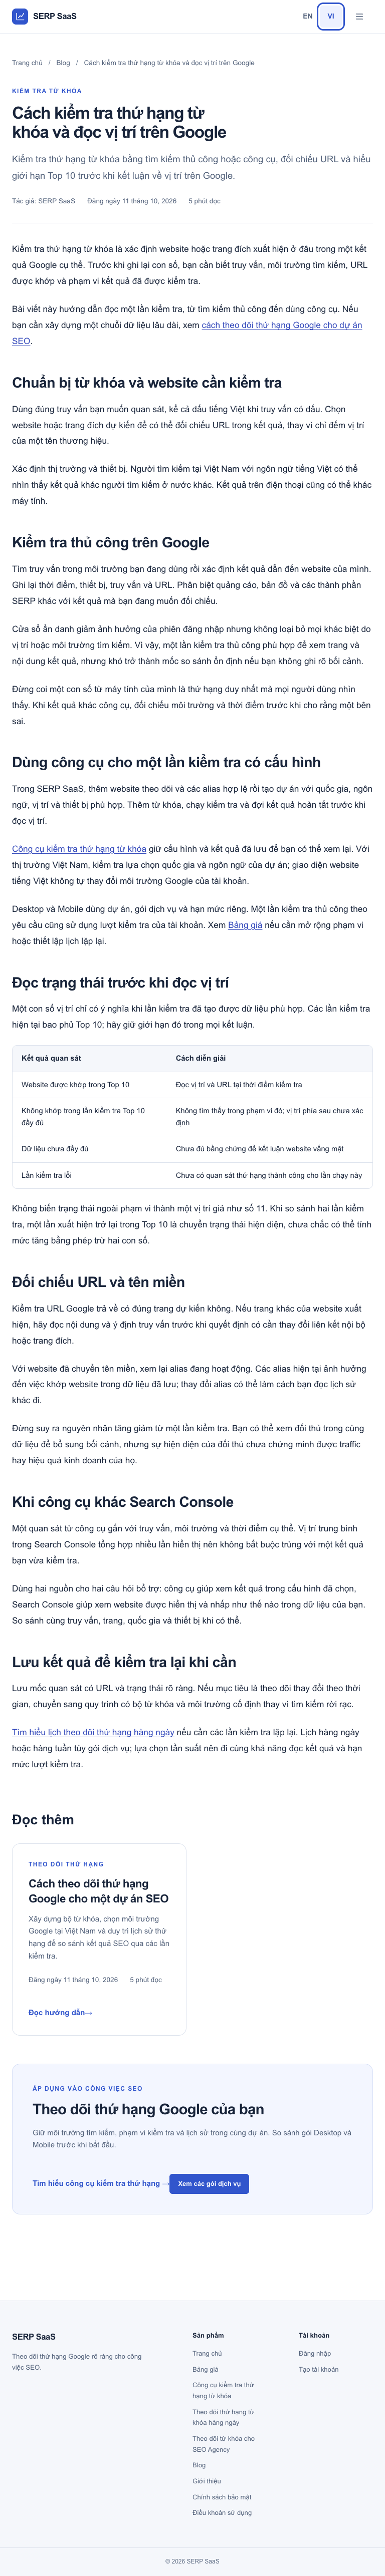 SERP SaaS
EN
VI
Trang chủ / Blog / Cách kiểm tra thứ hạng từ khóa và đọc vị trí trên Google
KIỂM TRA TỪ KHÓA
Cách kiểm tra thứ hạng từ
khóa và đọc vị trí trên Google
Kiểm tra thứ hạng từ khóa bằng tìm kiếm thủ công hoặc công cụ, đối chiếu URL và hiểu
giới hạn Top 10 trước khi kết luận về vị trí trên Google.
Tác giả: SERP SaaS Đăng ngày 11 tháng 10, 2026 5 phút đọc
Kiểm tra thứ hạng từ khóa là xác định website hoặc trang đích xuất hiện ở đâu trong một kết
quả Google cụ thể. Trước khi ghi lại con số, bạn cần biết truy vấn, môi trường tìm kiếm, URL
được khớp và phạm vi kết quả đã được kiểm tra.
Bài viết này hướng dẫn đọc một lần kiểm tra, từ tìm kiếm thủ công đến dùng công cụ. Nếu
bạn cần xây dựng một chuỗi dữ liệu lâu dài, xem cách theo dõi thứ hạng Google cho dự án
SEO.
Chuẩn bị từ khóa và website cần kiểm tra
Dùng đúng truy vấn bạn muốn quan sát, kể cả dấu tiếng Việt khi truy vấn có dấu. Chọn
website hoặc trang đích dự kiến để có thể đối chiếu URL trong kết quả, thay vì chỉ đếm vị trí
của một tên thương hiệu.
Xác định thị trường và thiết bị. Người tìm kiếm tại Việt Nam với ngôn ngữ tiếng Việt có thể
nhìn thấy kết quả khác người tìm kiếm ở nước khác. Kết quả trên điện thoại cũng có thể khác
máy tính.
Kiểm tra thủ công trên Google
Tìm truy vấn trong môi trường bạn đang dùng rồi xác định kết quả dẫn đến website của mình.
Ghi lại thời điểm, thiết bị, truy vấn và URL. Phân biệt quảng cáo, bản đồ và các thành phần
SERP khác với kết quả mà bạn đang muốn đối chiếu.
Cửa sổ ẩn danh giảm ảnh hưởng của phiên đăng nhập nhưng không loại bỏ mọi khác biệt do
vị trí hoặc môi trường tìm kiếm. Vì vậy, một lần kiểm tra thủ công phù hợp để xem trang và
nội dung kết quả, nhưng khó trở thành mốc so sánh ổn định nếu bạn không ghi rõ bối cảnh.
Đừng coi một con số từ máy tính của mình là thứ hạng duy nhất mà mọi người dùng nhìn
thấy. Khi kết quả khác công cụ, đối chiếu môi trường và thời điểm trước khi cho rằng một bên
sai.
Dùng công cụ cho một lần kiểm tra có cấu hình
Trong SERP SaaS, thêm website theo dõi và các alias hợp lệ rồi tạo dự án với quốc gia, ngôn
ngữ, vị trí và thiết bị phù hợp. Thêm từ khóa, chạy kiểm tra và đợi kết quả hoàn tất trước khi
đọc vị trí.
Công cụ kiểm tra thứ hạng từ khóa giữ cấu hình và kết quả đã lưu để bạn có thể xem lại. Với
thị trường Việt Nam, kiểm tra lựa chọn quốc gia và ngôn ngữ của dự án; giao diện website
tiếng Việt không tự thay đổi môi trường Google của tài khoản.
Desktop và Mobile dùng dự án, gói dịch vụ và hạn mức riêng. Một lần kiểm tra thủ công theo
yêu cầu cũng sử dụng lượt kiểm tra của tài khoản. Xem Bảng giá nếu cần mở rộng phạm vi
hoặc thiết lập lịch lặp lại.
Đọc trạng thái trước khi đọc vị trí
Một con số vị trí chỉ có ý nghĩa khi lần kiểm tra đã tạo được dữ liệu phù hợp. Các lần kiểm tra
hiện tại bao phủ Top 10; hãy giữ giới hạn đó trong mọi kết luận.
Kết quả quan sát Cách diễn giải
Website được khớp trong Top 10 Đọc vị trí và URL tại thời điểm kiểm tra
Không khớp trong lần kiểm tra Top 10
đầy đủ
Không tìm thấy trong phạm vi đó; vị trí phía sau chưa xác
định
Dữ liệu chưa đầy đủ Chưa đủ bằng chứng để kết luận website vắng mặt
Lần kiểm tra lỗi Chưa có quan sát thứ hạng thành công cho lần chạy này
Không biến trạng thái ngoài phạm vi thành một vị trí giả như số 11. Khi so sánh hai lần kiểm
tra, một lần xuất hiện trở lại trong Top 10 là chuyển trạng thái hiện diện, chưa chắc có thể tính
mức tăng bằng phép trừ hai con số.
Đối chiếu URL và tên miền
Kiểm tra URL Google trả về có đúng trang dự kiến không. Nếu trang khác của website xuất
hiện, hãy đọc nội dung và ý định truy vấn trước khi quyết định có cần thay đổi liên kết nội bộ
hoặc trang đích.
Với website đã chuyển tên miền, xem lại alias đang hoạt động. Các alias hiện tại ảnh hưởng
đến việc khớp website trong dữ liệu đã lưu; thay đổi alias có thể làm cách bạn đọc lịch sử
khác đi.
Đừng suy ra nguyên nhân tăng giảm từ một lần kiểm tra. Bạn có thể xem đối thủ trong cùng
dữ liệu để bổ sung bối cảnh, nhưng sự hiện diện của đối thủ chưa chứng minh được traffic
hay hiệu quả kinh doanh của họ.
Khi công cụ khác Search Console
Một quan sát từ công cụ gắn với truy vấn, môi trường và thời điểm cụ thể. Vị trí trung bình
trong Search Console tổng hợp nhiều lần hiển thị nên không bắt buộc trùng với một kết quả
bạn vừa kiểm tra.
Dùng hai nguồn cho hai câu hỏi bổ trợ: công cụ giúp xem kết quả trong cấu hình đã chọn,
Search Console giúp xem website được hiển thị và nhấp như thế nào trong dữ liệu của bạn.
So sánh cùng truy vấn, trang, quốc gia và thiết bị khi có thể.
Lưu kết quả để kiểm tra lại khi cần
Lưu mốc quan sát có URL và trạng thái rõ ràng. Nếu mục tiêu là theo dõi thay đổi theo thời
gian, chuyển sang quy trình có bộ từ khóa và môi trường cố định thay vì tìm kiếm rời rạc.
Tìm hiểu lịch theo dõi thứ hạng hàng ngày nếu cần các lần kiểm tra lặp lại. Lịch hàng ngày
hoặc hàng tuần tùy gói dịch vụ; lựa chọn tần suất nên đi cùng khả năng đọc kết quả và hạn
mức lượt kiểm tra.
Đọc thêm
THEO DÕI THỨ HẠNG
Cách theo dõi thứ hạng
Google cho một dự án SEO
Xây dựng bộ từ khóa, chọn môi trường
Google tại Việt Nam và duy trì lịch sử thứ
hạng để so sánh kết quả SEO qua các lần
kiểm tra.
Đăng ngày 11 tháng 10, 2026 5 phút đọc
Đọc hướng dẫn→
ÁP DỤNG VÀO CÔNG VIỆC SEO
Theo dõi thứ hạng Google của bạn
Giữ môi trường tìm kiếm, phạm vi kiểm tra và lịch sử trong cùng dự án. So sánh gói Desktop và
Mobile trước khi bắt đầu.
Tìm hiểu công cụ kiểm tra thứ hạng →
Xem các gói dịch vụ
SERP SaaS
Theo dõi thứ hạng Google rõ ràng cho công
việc SEO.
Sản phẩm
Trang chủ
Bảng giá
Công cụ kiểm tra thứ
hạng từ khóa
Theo dõi thứ hạng từ
khóa hàng ngày
Theo dõi từ khóa cho
SEO Agency
Blog
Giới thiệu
Chính sách bảo mật
Điều khoản sử dụng
Tài khoản
Đăng nhập
Tạo tài khoản
© 2026 SERP SaaS